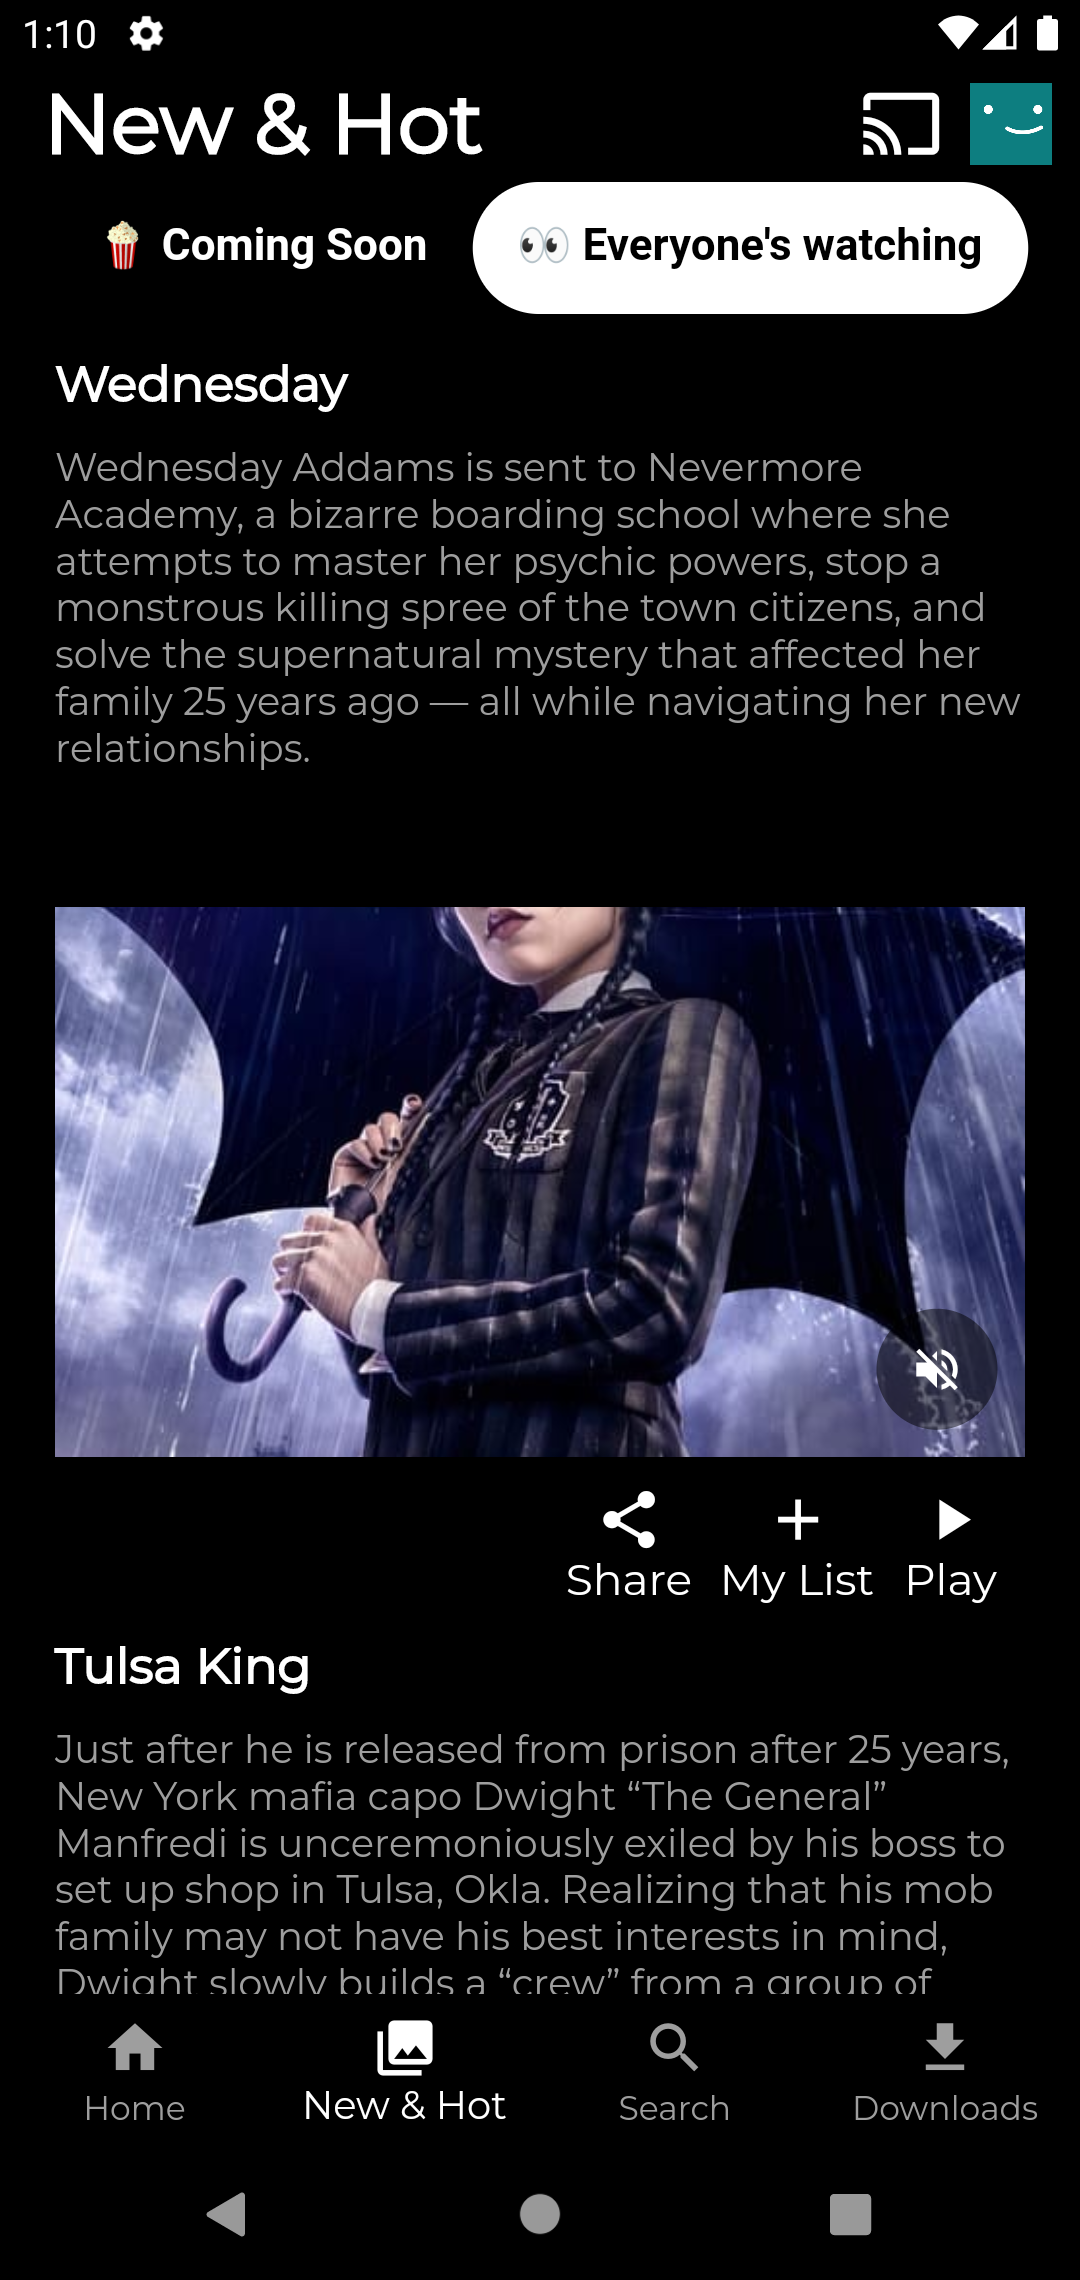 1:10
New & Hot
🍿 Coming Soon
👀 Everyone's watching
Wednesday
Wednesday Addams is sent to Nevermore
Academy, a bizarre boarding school where she
attempts to master her psychic powers, stop a
monstrous killing spree of the town citizens, and
solve the supernatural mystery that affected her
family 25 years ago — all while navigating her new
relationships.
Share
My List
Play
Tulsa King
Just after he is released from prison after 25 years,
New York mafia capo Dwight “The General”
Manfredi is unceremoniously exiled by his boss to
set up shop in Tulsa, Okla. Realizing that his mob
family may not have his best interests in mind,
Dwight slowly builds a “crew” from a group of
Home
New & Hot
Search
Downloads